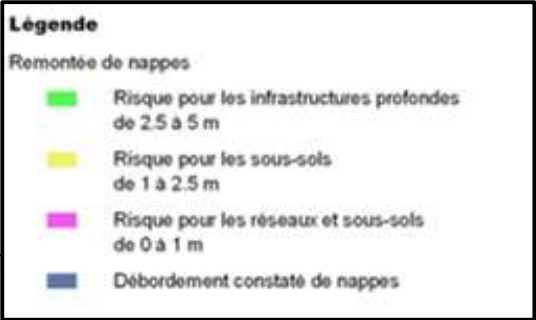 Légende
Remontée de nappes
Risque pour les infrastructures profondes
de 2.5 à 5 m
Risque pour les sous-sols
de 1 à 2.5 m
Risque pour les réseaux et sous-sols
de 0 à 1 m
Débordement constaté de nappes